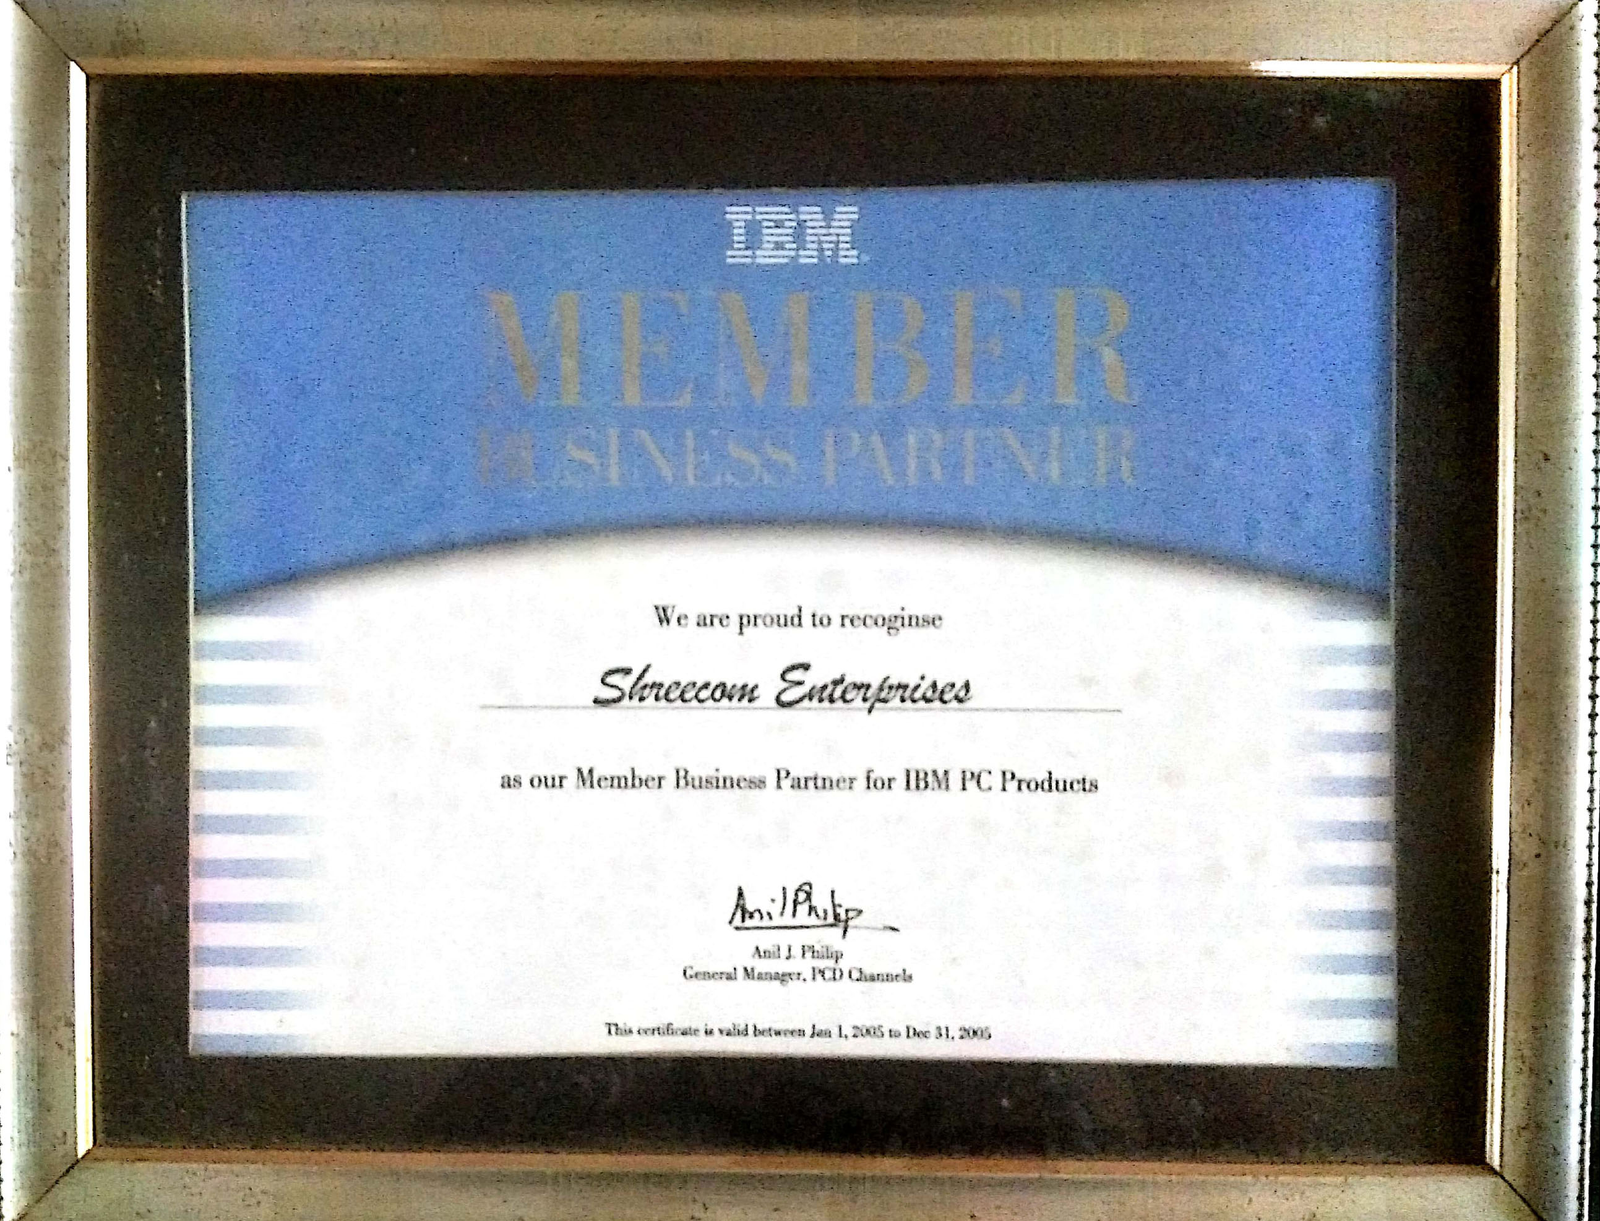 IBM
MEMBER
BUSINESS PARTNER
We are proud to recoginse
Shreecom Enterprises
as our Member Business Partner for IBM PC Products
Anil Philip
Anil J. Philip
General Manager, PCD Channels
This certificate is valid between Jan 1, 2005 to Dec 31, 2005